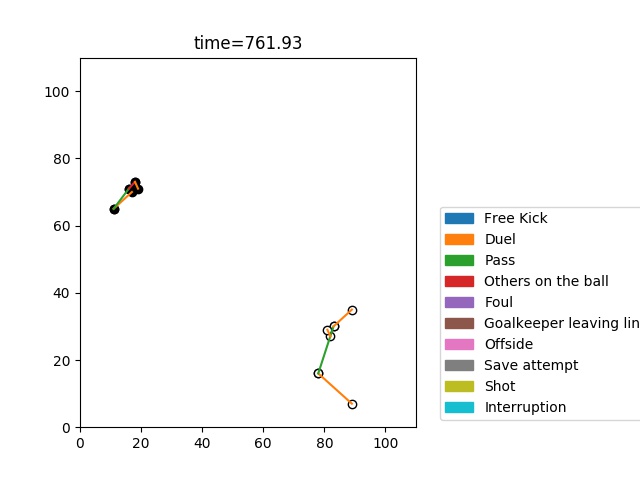 time=761.93
100
80
60
40
20
0
0 20 40 60 80 100
Free Kick
Duel
Pass
Others on the ball
Foul
Goalkeeper leaving lin
Offside
Save attempt
Shot
Interruption